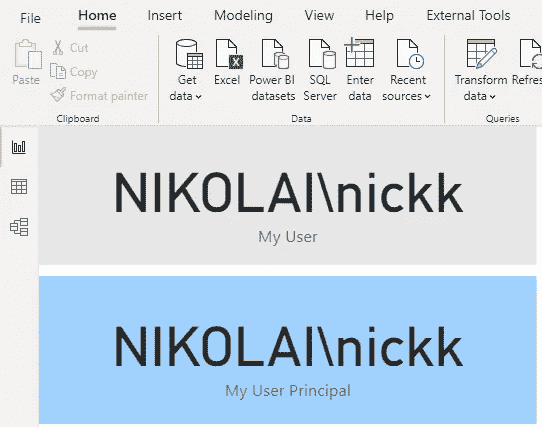 File Home Insert Modeling View Help External Tools
Paste
Cut
Copy
Format painter
Clipboard
Get data
Excel
Power BI datasets
SQL Server
Enter data
Recent sources
Data
Transform data
Refres
Queries
NIKOLAI\nickk
My User
NIKOLAI\nickk
My User Principal